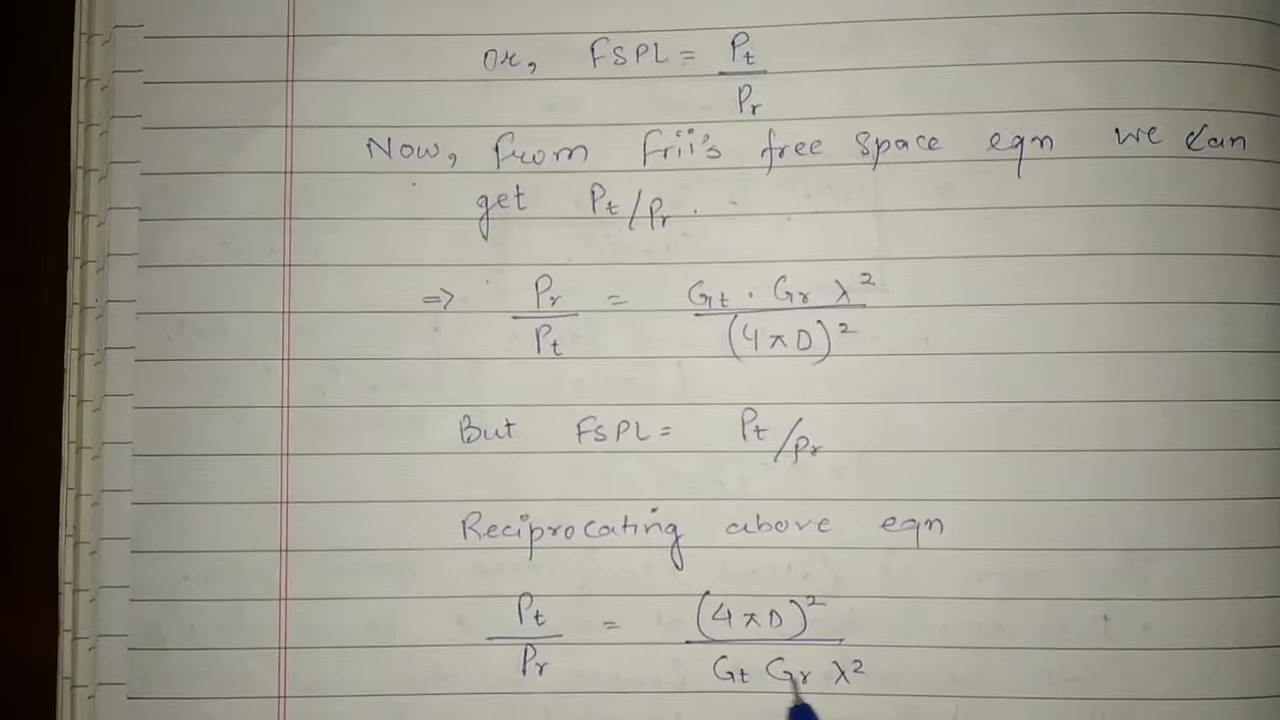 Or, FSPL = Pt/Pr
Now, from Frii's free space eqn we can
get Pt/Pr.
=> Pr/Pt = Gt . Gr λ²/(4πD)²
But FSPL = Pt/Pr
Reciprocating above eqn
Pt/Pr = (4πD)²/Gt Gr λ²